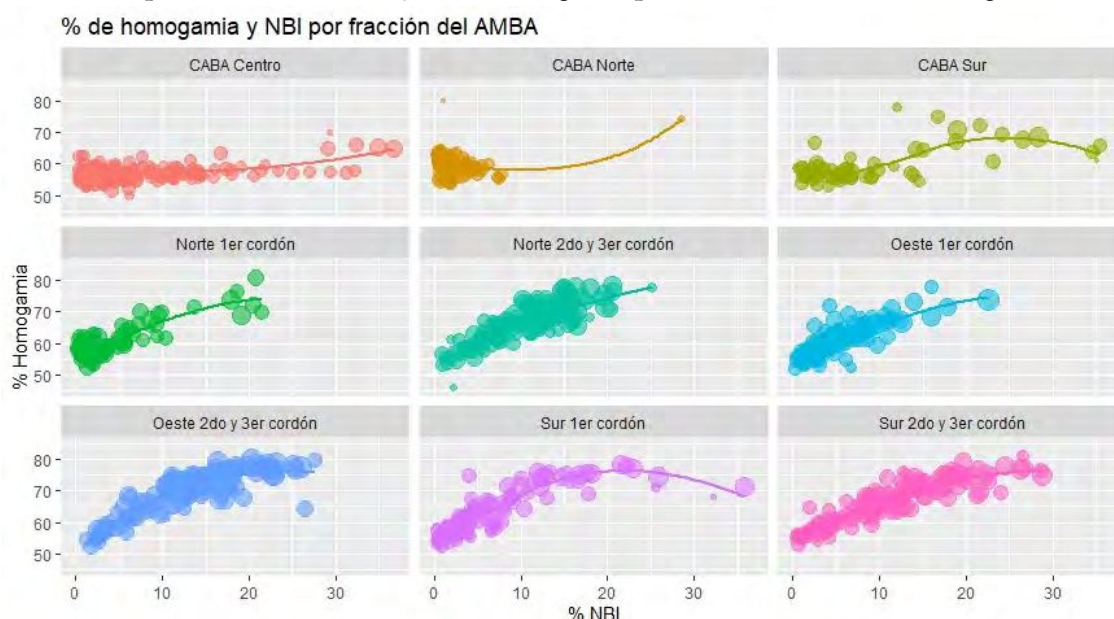 % de homogamia y NBI por fracción del AMBA
CABA Centro
CABA Norte
CABA Sur
80
70
60
50
Norte 1er cordón
Norte 2do y 3er cordón
Oeste 1er cordón
% Homogamia
80
70
60
50
Oeste 2do y 3er cordón
Sur 1er cordón
Sur 2do y 3er cordón
80
70
60
50
0 10 20 30 0 10 20 30 0 10 20 30
% NBI